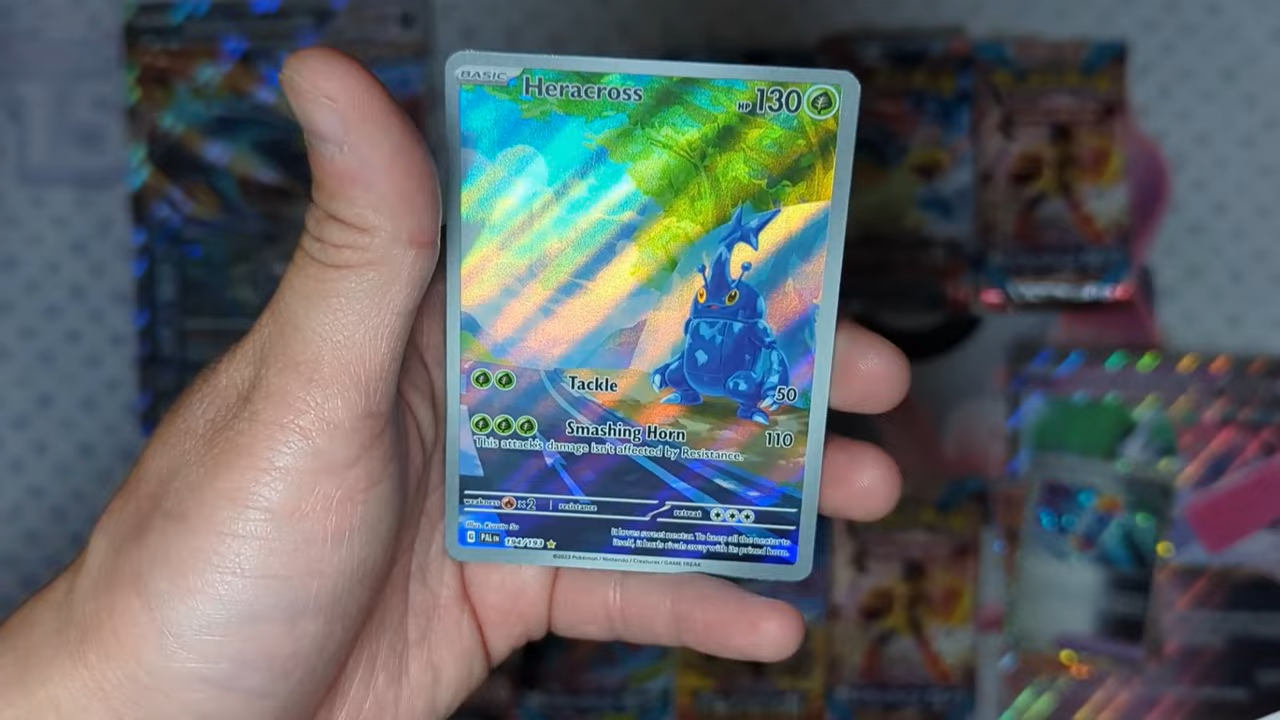 BASIC Heracross HP 130
Tackle 50
Smashing Horn 110
This attack's damage isn't affected by Resistance.
weakness ×2 resistance retreat
Illus.
G PAL EN 194/193
It loves sweet nectar. To keep all the nectar to
itself, it hurls rivals away with its prized horn.
©2023 Pokémon / Nintendo / Creatures / GAME FREAK